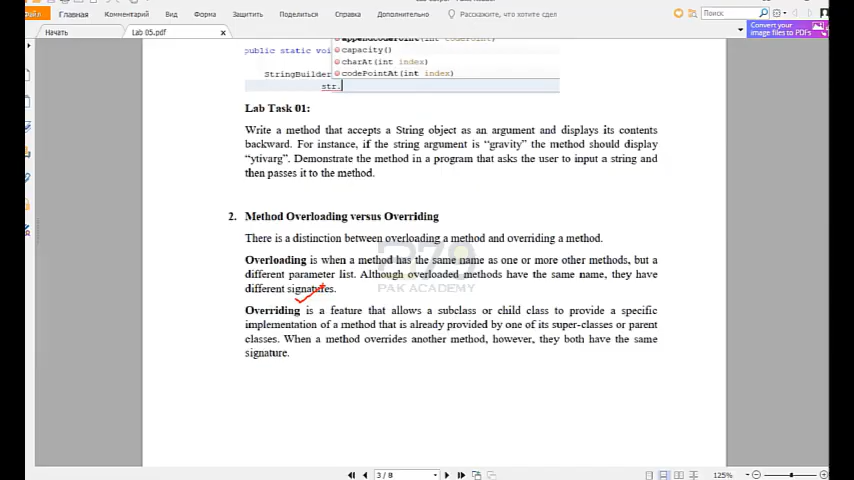 Файл
Главная
Комментарий
Вид
Форма
Защитить
Поделиться
Справка
Дополнительно
Расскажите, что хотите сдел
Поиск:
Начать
Lab 05.pdf
Convert your
image files to PDFs
public static voi
appendCodePoint(int codePoint)
capacity()
charAt(int index)
StringBuilder
codePointAt(int index)
str.
Lab Task 01:
Write a method that accepts a String object as an argument and displays its contents
backward. For instance, if the string argument is “gravity” the method should display
“ytivarg”. Demonstrate the method in a program that asks the user to input a string and
then passes it to the method.
2. Method Overloading versus Overriding
There is a distinction between overloading a method and overriding a method.
Overloading is when a method has the same name as one or more other methods, but a
different parameter list. Although overloaded methods have the same name, they have
different signatures.
PAK ACADEMY
Overriding is a feature that allows a subclass or child class to provide a specific
implementation of a method that is already provided by one of its super-classes or parent
classes. When a method overrides another method, however, they both have the same
signature.
3 / 8
125%